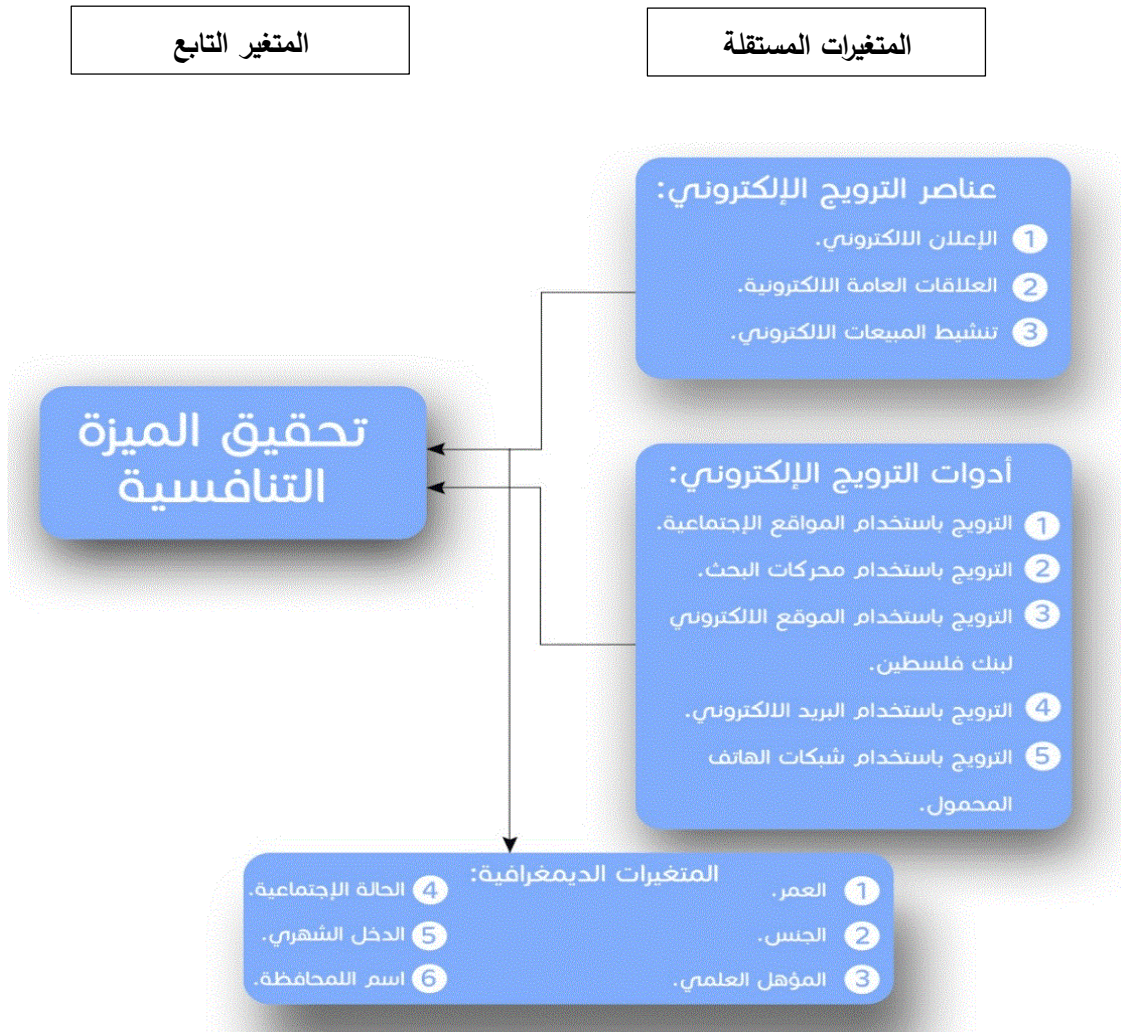 المتغيرات المستقلة
المتغير التابع
عناصر الترويج الإلكتروني:
1 الإعلان الالكتروني.
2 العلاقات العامة الالكترونية.
3 تنشيط المبيعات الالكتروني.
تحقيق الميزة
التنافسية
أدوات الترويج الإلكتروني:
1 الترويج باستخدام المواقع الإجتماعية.
2 الترويج باستخدام محركات البحث.
3 الترويج باستخدام الموقع الالكتروني
لبنك فلسطين.
4 الترويج باستخدام البريد الالكتروني.
5 الترويج باستخدام شبكات الهاتف
المحمول.
المتغيرات الديمغرافية:
1 العمر.
2 الجنس.
3 المؤهل العلمي.
4 الحالة الإجتماعية.
5 الدخل الشهري.
6 اسم اللمحافظة.